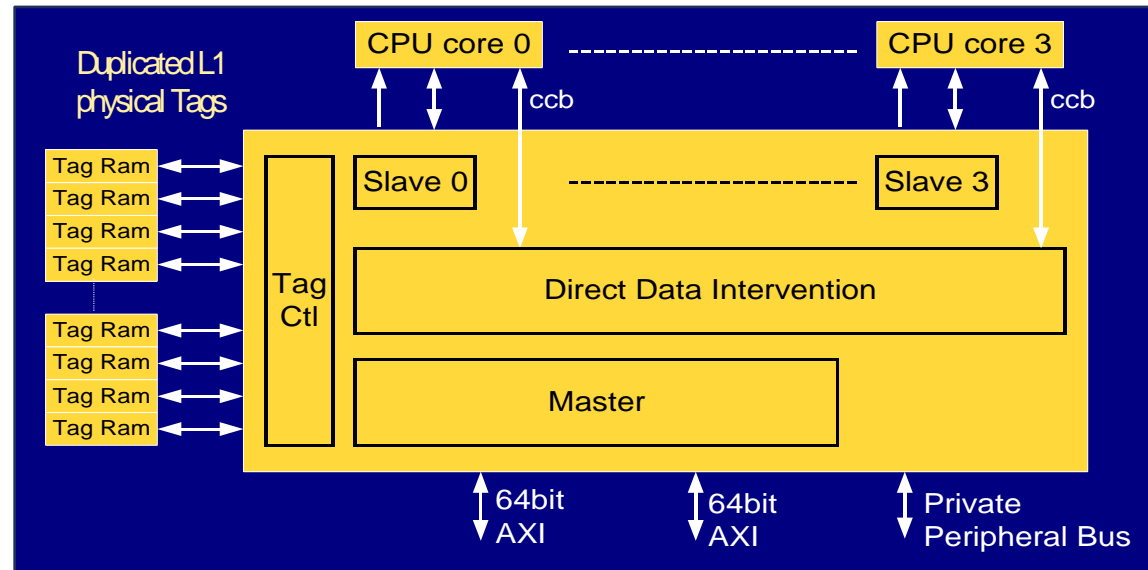 CPU core 0
CPU core 3
Duplicated L1
physical Tags
ccb
ccb
Tag Ram
Tag Ram
Tag Ram
Tag Ram
Tag Ram
Tag Ram
Tag Ram
Tag Ram
Tag
Ctl
Slave 0
Slave 3
Direct Data Intervention
Master
64bit
AXI
64bit
AXI
Private
Peripheral Bus